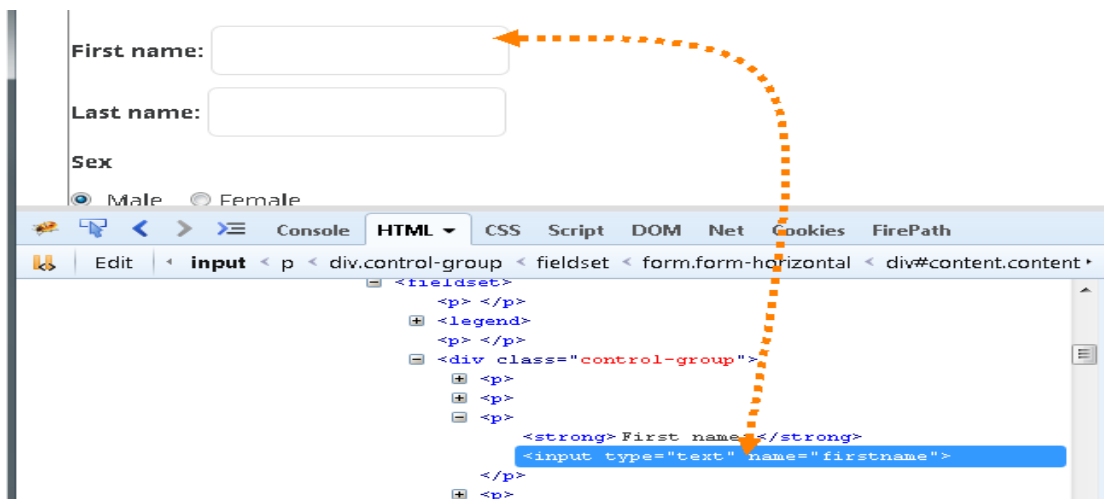 First name:
Last name:
Sex
Male Female
Console HTML CSS Script DOM Net Cookies FirePath
Edit input < p < div.control-group < fieldset < form.form-horizontal < div#content.content
<fieldset>
<p> </p>
<legend>
<p> </p>
<div class="control-group">
<p>
<p>
<p>
<strong>First name:</strong>
<input type="text" name="firstname">
</p>
<p>